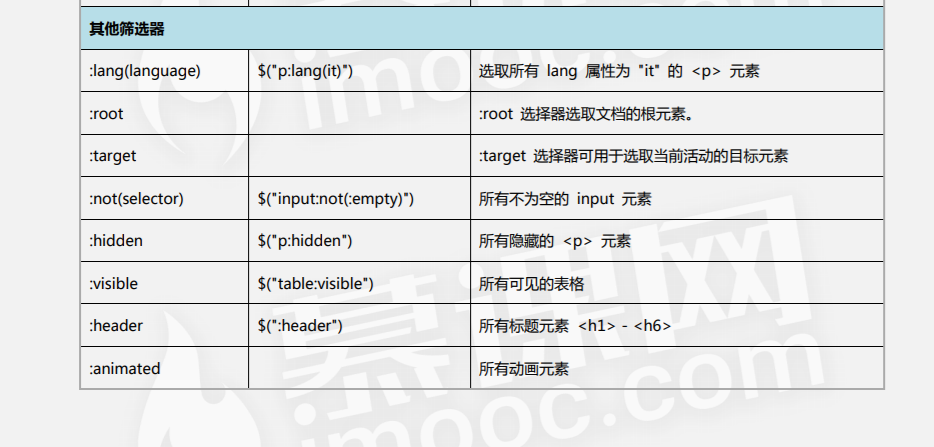 其他筛选器
:lang(language) $("p:lang(it)") 选取所有 lang 属性为 "it" 的 <p> 元素
:root :root 选择器选取文档的根元素。
:target :target 选择器可用于选取当前活动的目标元素
:not(selector) $("input:not(:empty)") 所有不为空的 input 元素
:hidden $("p:hidden") 所有隐藏的 <p> 元素
:visible $("table:visible") 所有可见的表格
:header $(":header") 所有标题元素 <h1> - <h6>
:animated 所有动画元素
imooc.com
慕课网
imooc.com